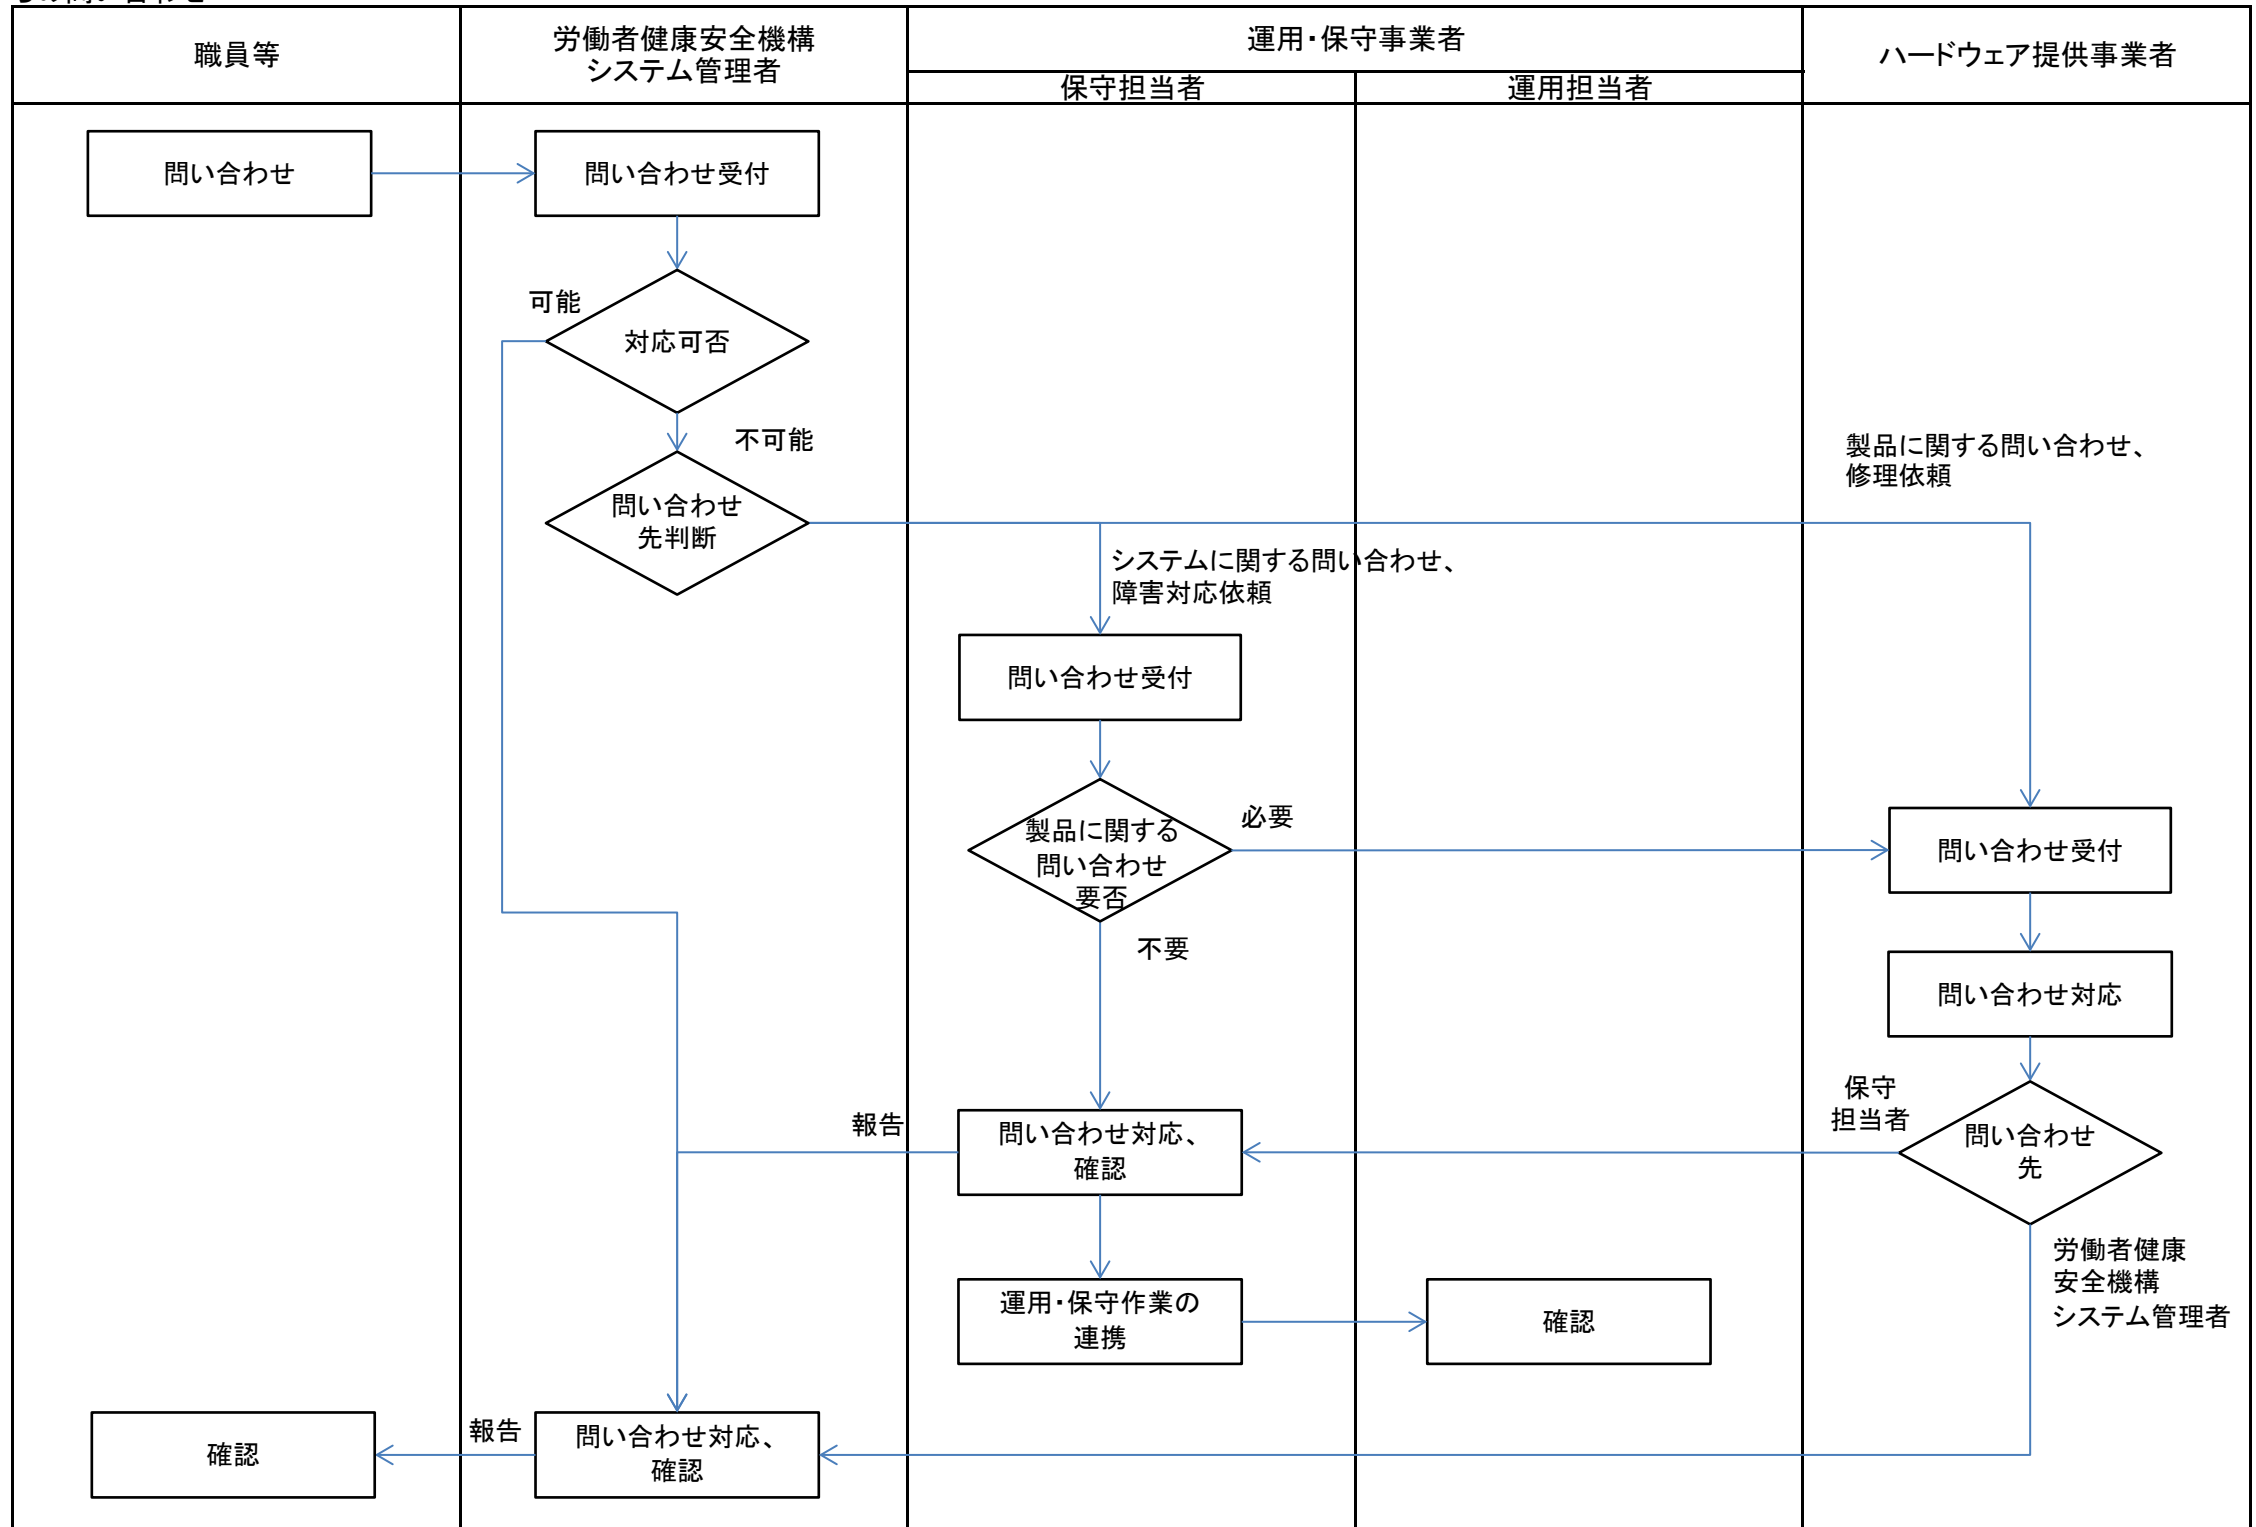 職員等
労働者健康安全機構
システム管理者
運用・保守事業者
保守担当者
運用担当者
ハードウェア提供事業者
問い合わせ
問い合わせ受付
可能
対応可否
不可能
製品に関する問い合わせ、
修理依頼
問い合わせ
先判断
システムに関する問い合わせ、
障害対応依頼
問い合わせ受付
製品に関する
問い合わせ
要否
必要
問い合わせ受付
不要
問い合わせ対応
保守
担当者
報告
問い合わせ対応、
確認
問い合わせ
先
労働者健康
安全機構
システム管理者
運用・保守作業の
連携
確認
確認
報告
問い合わせ対応、
確認